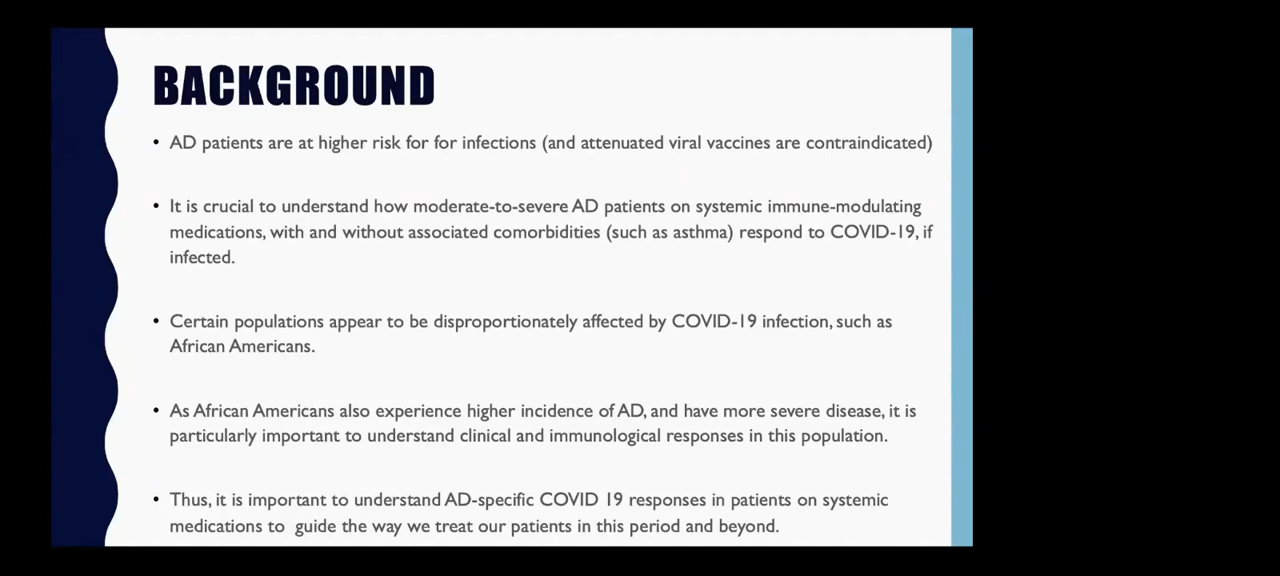 BACKGROUND
• AD patients are at higher risk for for infections (and attenuated viral vaccines are contraindicated)
• It is crucial to understand how moderate-to-severe AD patients on systemic immune-modulating
medications, with and without associated comorbidities (such as asthma) respond to COVID-19, if
infected.
• Certain populations appear to be disproportionately affected by COVID-19 infection, such as
African Americans.
• As African Americans also experience higher incidence of AD, and have more severe disease, it is
particularly important to understand clinical and immunological responses in this population.
• Thus, it is important to understand AD-specific COVID 19 responses in patients on systemic
medications to  guide the way we treat our patients in this period and beyond.